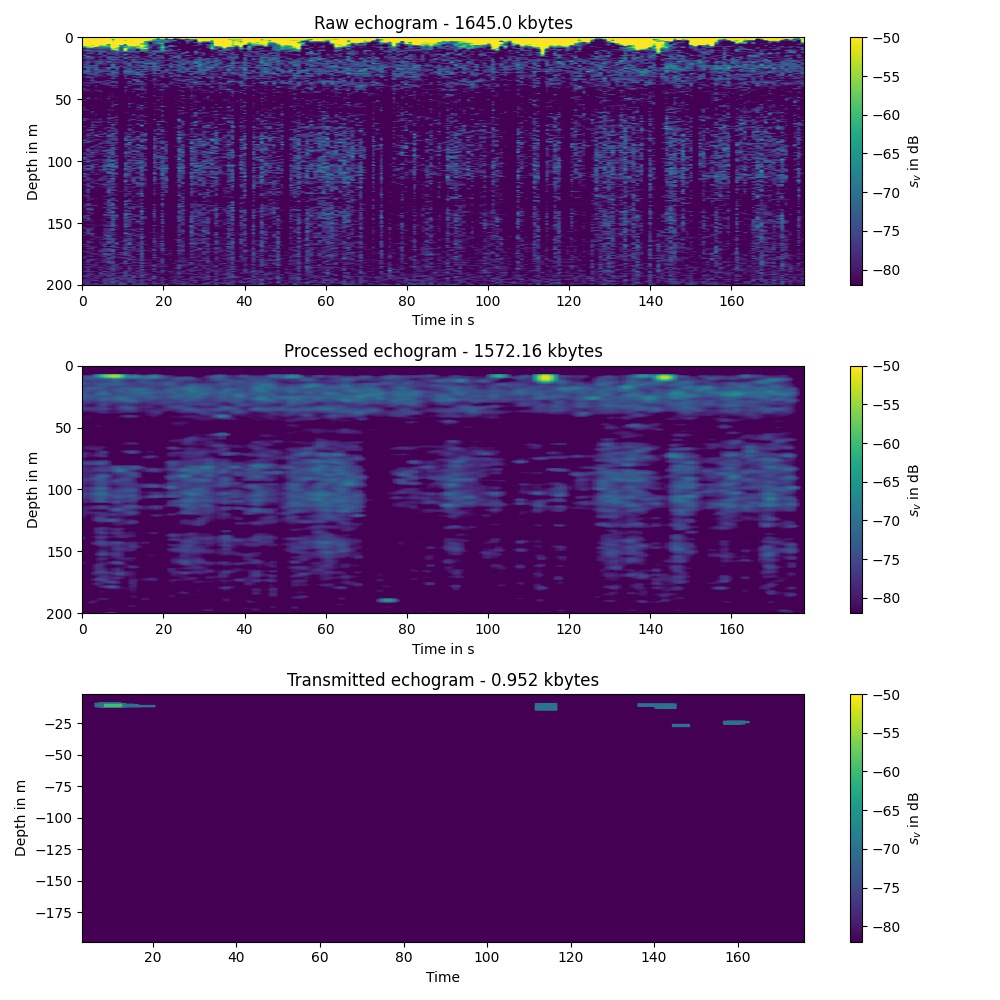 Raw echogram - 1645.0 kbytes
0
50
100
150
200
Depth in m
0 20 40 60 80 100 120 140 160
Time in s
−50
−55
−60
−65
−70
−75
−80
sv in dB
Processed echogram - 1572.16 kbytes
0
50
100
150
200
Depth in m
0 20 40 60 80 100 120 140 160
Time in s
−50
−55
−60
−65
−70
−75
−80
sv in dB
Transmitted echogram - 0.952 kbytes
−25
−50
−75
−100
−125
−150
−175
Depth in m
20 40 60 80 100 120 140 160
Time
−50
−55
−60
−65
−70
−75
−80
sv in dB